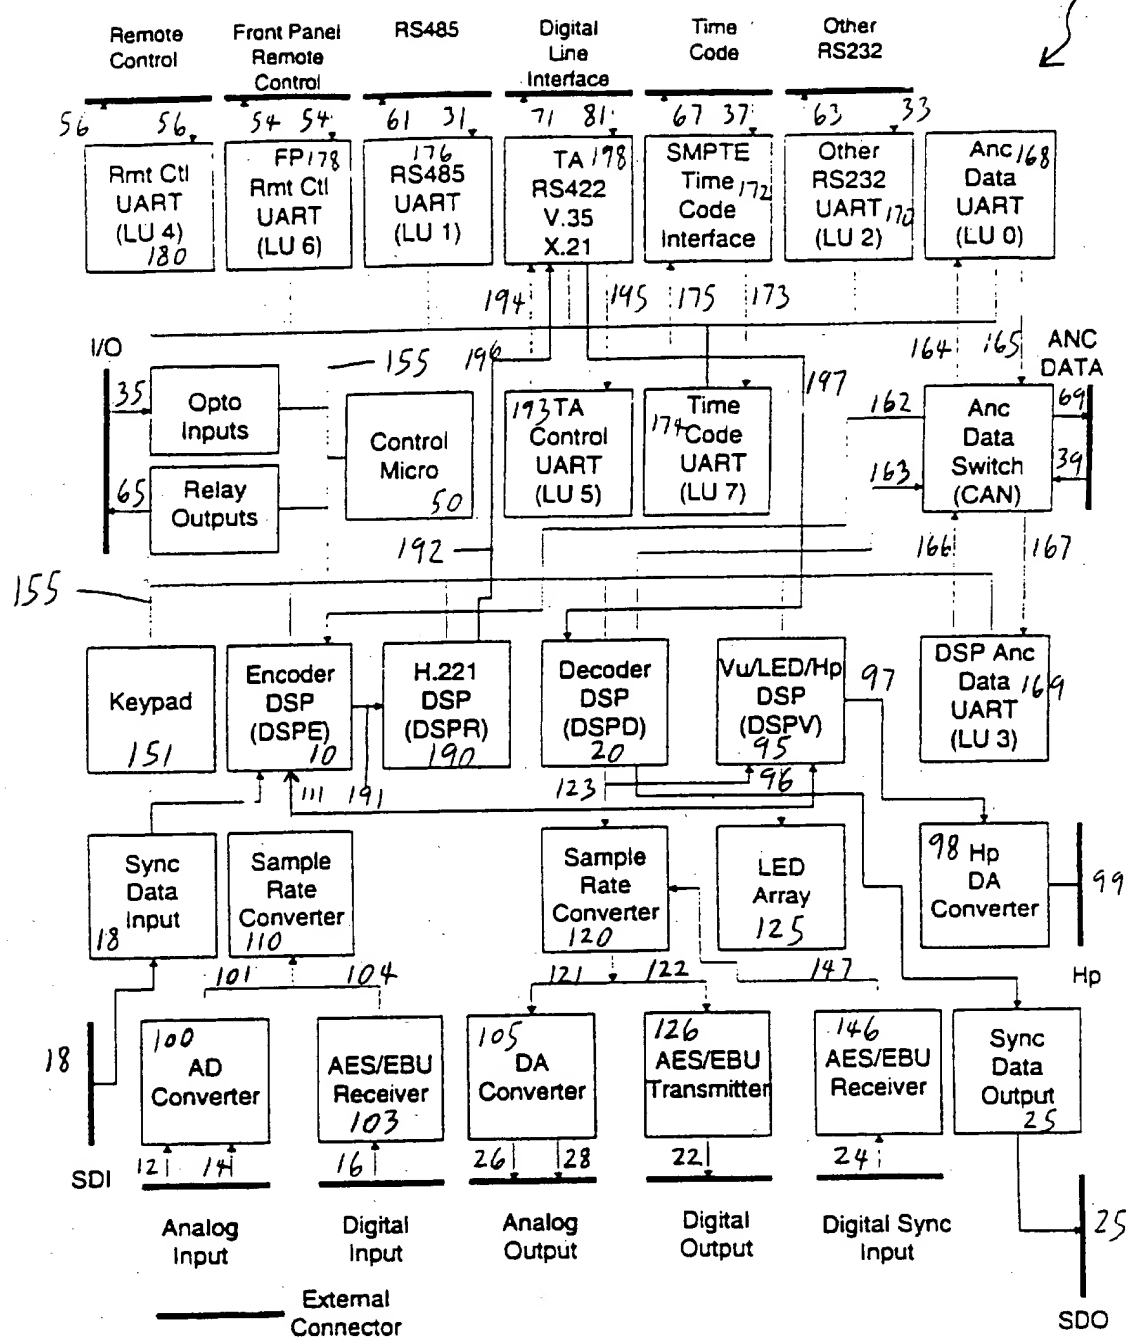 Remote
Control
Front Panel
Remote
Control
RS485
Digital
Line
Interface
Time
Code
Other
RS232
56
56
54
54
61
31
71
81
67
37
63
33
Rmt Ctl
UART
(LU 4)
180
FP 178
Rmt Ctl
UART
(LU 6)
176
RS485
UART
(LU 1)
TA 198
RS422
V.35
X.21
SMPTE
Time 172
Code
Interface
Other
RS232
UART 170
(LU 2)
Anc 168
Data
UART
(LU 0)
194
195
175
173
164
165
I/O
155
196
197
ANC
DATA
35
Opto
Inputs
65
Relay
Outputs
Control
Micro
50
193 TA
Control
UART
(LU 5)
Time
174 Code
UART
(LU 7)
162
163
Anc
Data
Switch
(CAN)
69
39
192
166
167
155
Keypad
151
Encoder
DSP
(DSPE)
10
H.221
DSP
(DSPR)
190
Decoder
DSP
(DSPD)
20
Vu/LED/Hp
DSP
(DSPV)
95
97
DSP Anc
Data 169
UART
(LU 3)
111
191
123
96
Sync
Data
Input
18
Sample
Rate
Converter
110
Sample
Rate
Converter
120
LED
Array
125
98 Hp
DA
Converter
99
Hp
101
104
121
122
147
18
SDI
100
AD
Converter
AES/EBU
Receiver
103
105
DA
Converter
126
AES/EBU
Transmitter
146
AES/EBU
Receiver
Sync
Data
Output
25
12
14
16
26
28
22
24
25
SDO
Analog
Input
Digital
Input
Analog
Output
Digital
Output
Digital Sync
Input
External
Connector